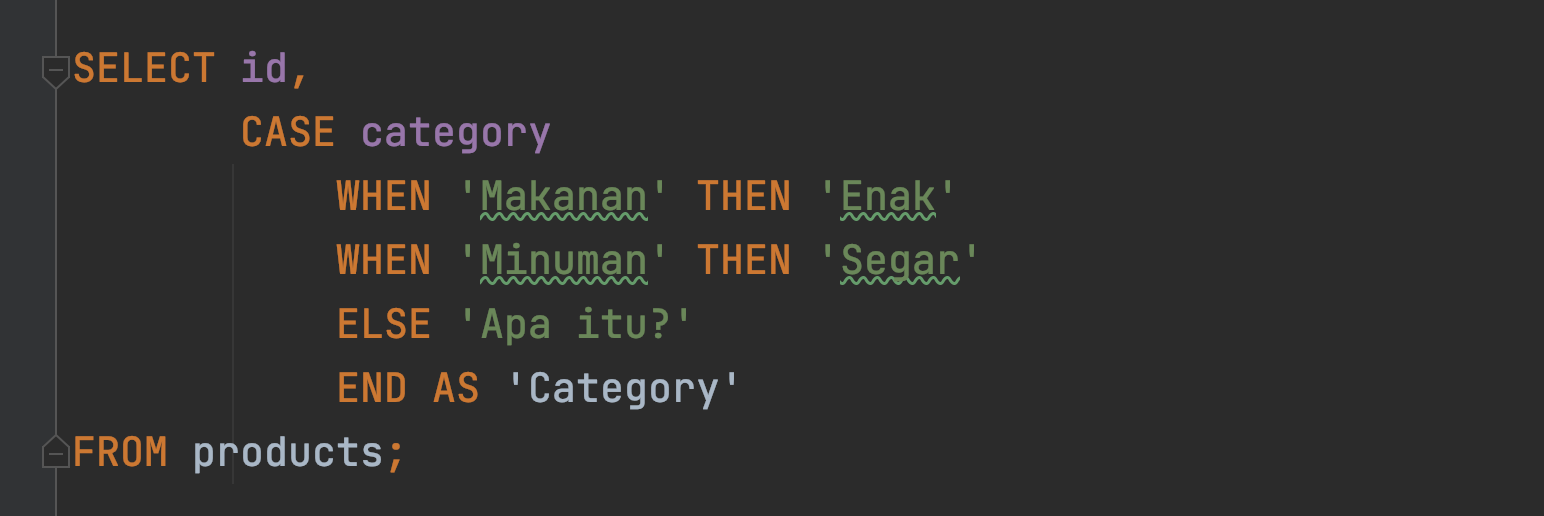 SELECT id,
       CASE category
           WHEN 'Makanan' THEN 'Enak'
           WHEN 'Minuman' THEN 'Segar'
           ELSE 'Apa itu?'
           END AS 'Category'
FROM products;